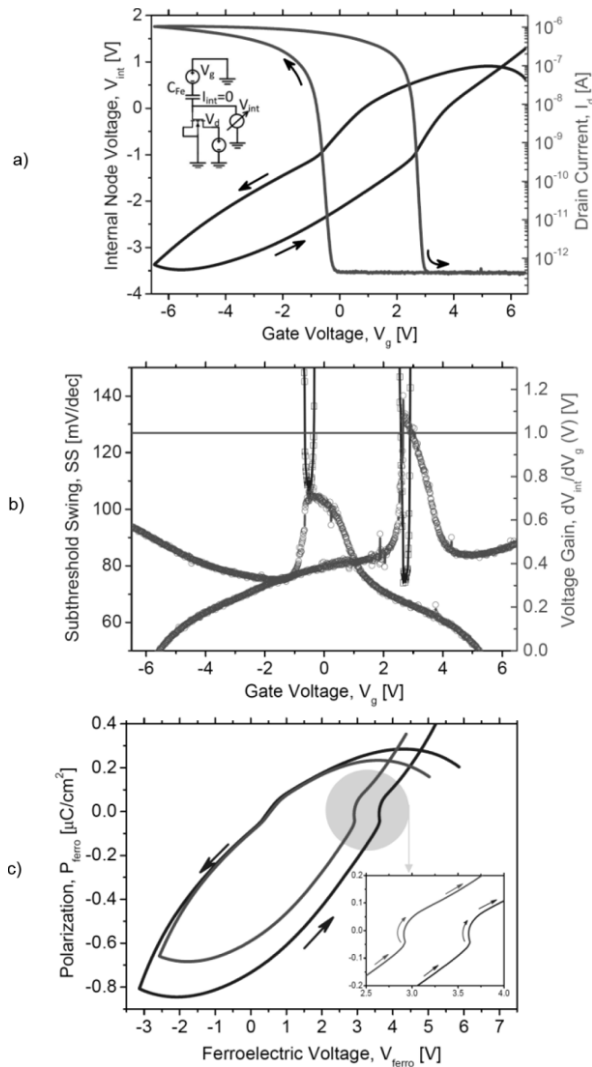 a)
Internal Node Voltage, V_int [V]
2
1
0
-1
-2
-3
-4
V_g
C_Fe
I_int=0
V_int
V_d
10^-6
10^-7
10^-8
10^-9
10^-10
10^-11
10^-12
Drain Currrent, I_d [A]
-6 -4 -2 0 2 4 6
Gate Voltage, V_g [V]
b)
Subthreshold Swing, SS [mV/dec]
140
120
100
80
60
1.2
1.0
0.8
0.6
0.4
0.2
0.0
Voltage Gain, dV_int/dV_g (V) [V]
-6 -4 -2 0 2 4 6
Gate Voltage, V_g [V]
c)
Polarization, P_ferro [µC/cm²]
0.4
0.2
0.0
-0.2
-0.4
-0.6
-0.8
0.2
0.1
0.0
-0.1
-0.2
2.5 3.0 3.5 4.0
-3 -2 -1 0 1 2 3 4 5 6 7
Ferroelectric Voltage, V_ferro [V]